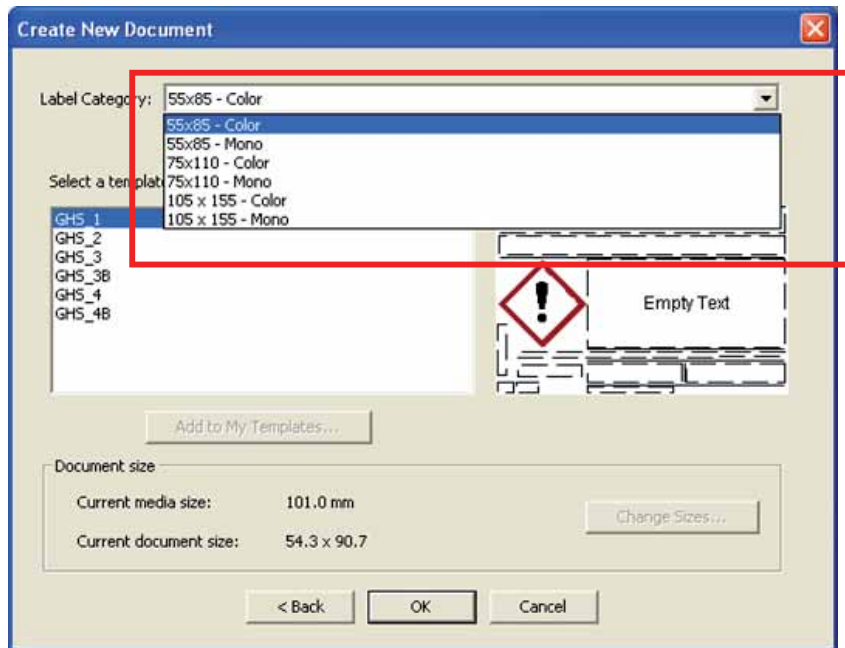 Create New Document
Label Category: 55x85 - Color
55x85 - Color
55x85 - Mono
75x110 - Color
75x110 - Mono
105 x 155 - Color
105 x 155 - Mono
Select a templat
GHS_1
GHS_2
GHS_3
GHS_3B
GHS_4
GHS_4B
Empty Text
Add to My Templates...
Document size
Current media size: 101.0 mm
Change Sizes...
Current document size: 54.3 x 90.7
< Back
OK
Cancel